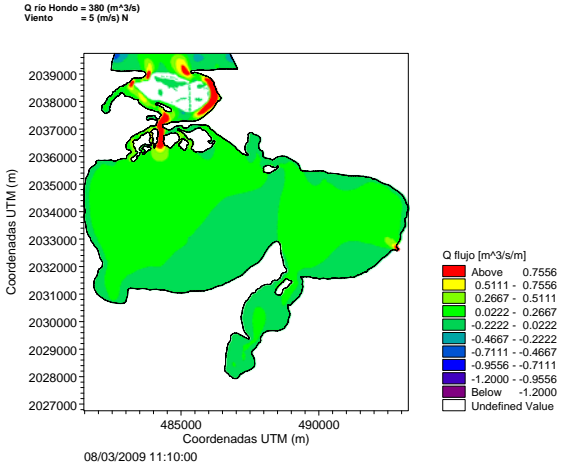 Q río Hondo = 380 (m^3/s)
Viento = 5 (m/s) N
2039000
2038000
2037000
2036000
2035000
2034000
2033000
2032000
2031000
2030000
2029000
2028000
2027000
Coordenadas UTM (m)
485000 490000
Coordenadas UTM (m)
08/03/2009 11:10:00
Q flujo [m^3/s/m]
Above 0.7556
0.5111 - 0.7556
0.2667 - 0.5111
0.0222 - 0.2667
-0.2222 - 0.0222
-0.4667 - -0.2222
-0.7111 - -0.4667
-0.9556 - -0.7111
-1.2000 - -0.9556
Below -1.2000
Undefined Value